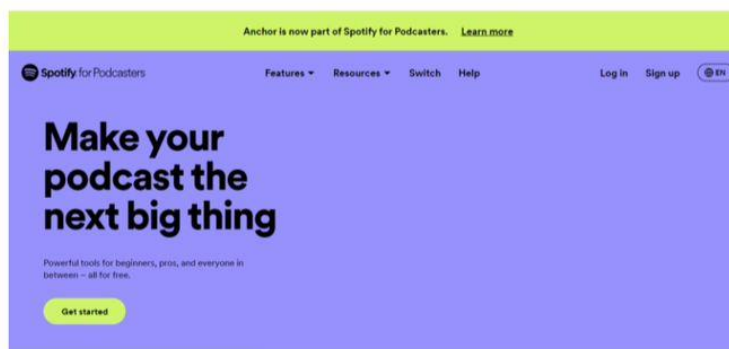 Anchor is now part of Spotify for Podcasters. Learn more
Spotify for Podcasters Features Resources Switch Help Log in Sign up EN
Make your
podcast the
next big thing
Powerful tools for beginners, pros, and everyone in
between – all for free.
Get started